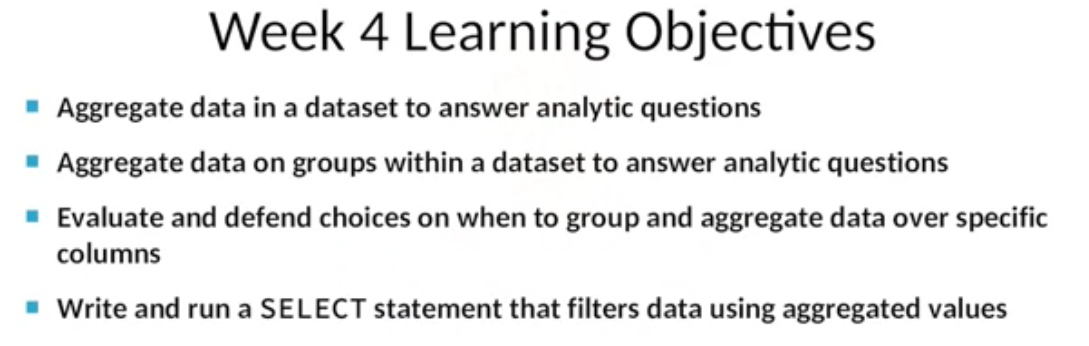 Week 4 Learning Objectives
Aggregate data in a dataset to answer analytic questions
Aggregate data on groups within a dataset to answer analytic questions
Evaluate and defend choices on when to group and aggregate data over specific
columns
Write and run a SELECT statement that filters data using aggregated values